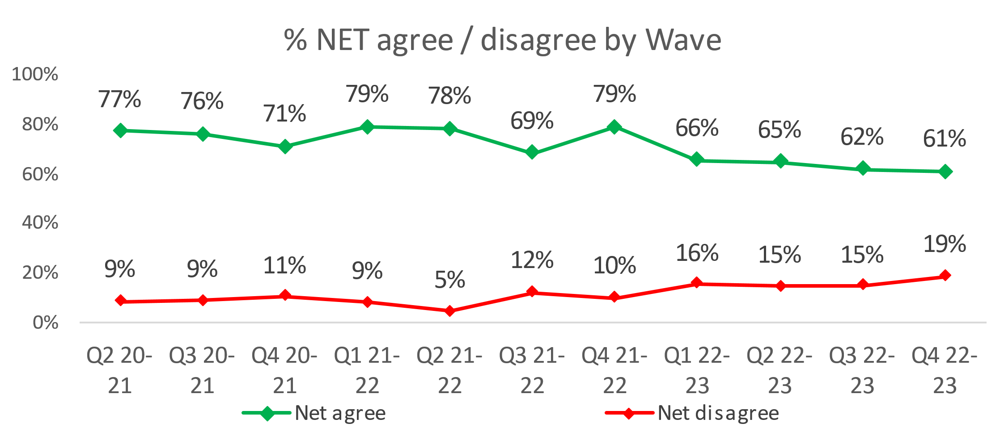 % NET agree / disagree by Wave
100%
80%
60%
40%
20%
0%
77% 76% 71% 79% 78% 69% 79% 66% 65% 62% 61%
9% 9% 11% 9% 5% 12% 10% 16% 15% 15% 19%
Q2 20- Q3 20- Q4 20- Q1 21- Q2 21- Q3 21- Q4 21- Q1 22- Q2 22- Q3 22- Q4 22-
21 21 21 22 22 22 22 23 23 23 23
Net agree Net disagree